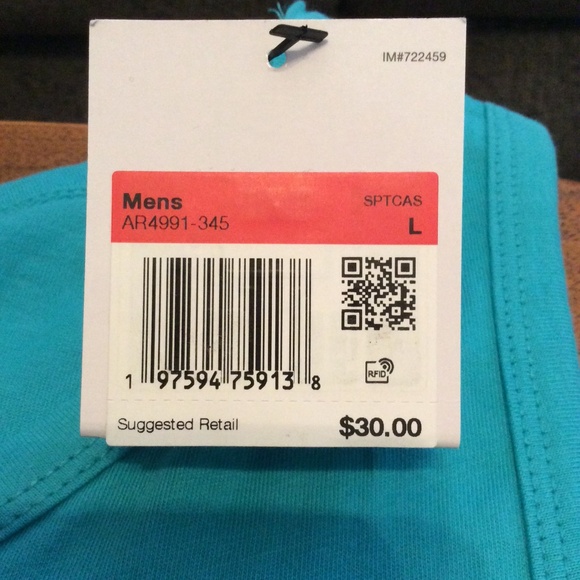 IM#722459
Mens SPTCAS
AR4991-345 L
RFID
1 97594 75913 8
Suggested Retail $30.00